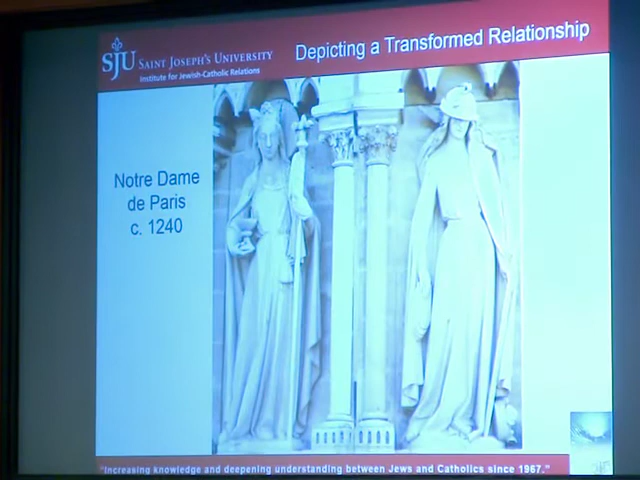 SJU SAINT JOSEPH'S UNIVERSITY
Institute for Jewish-Catholic Relations
Depicting a Transformed Relationship
Notre Dame
de Paris
c. 1240
"Increasing knowledge and deepening understanding between Jews and Catholics since 1967."